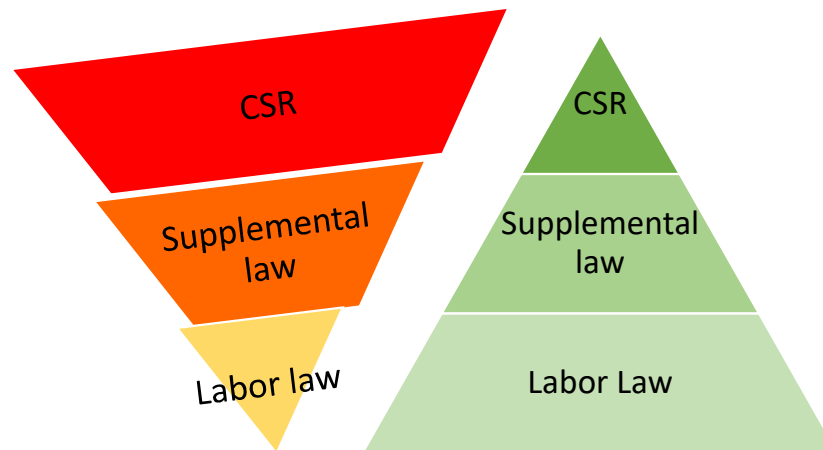 CSR
Supplemental
law
Labor law
CSR
Supplemental
law
Labor Law